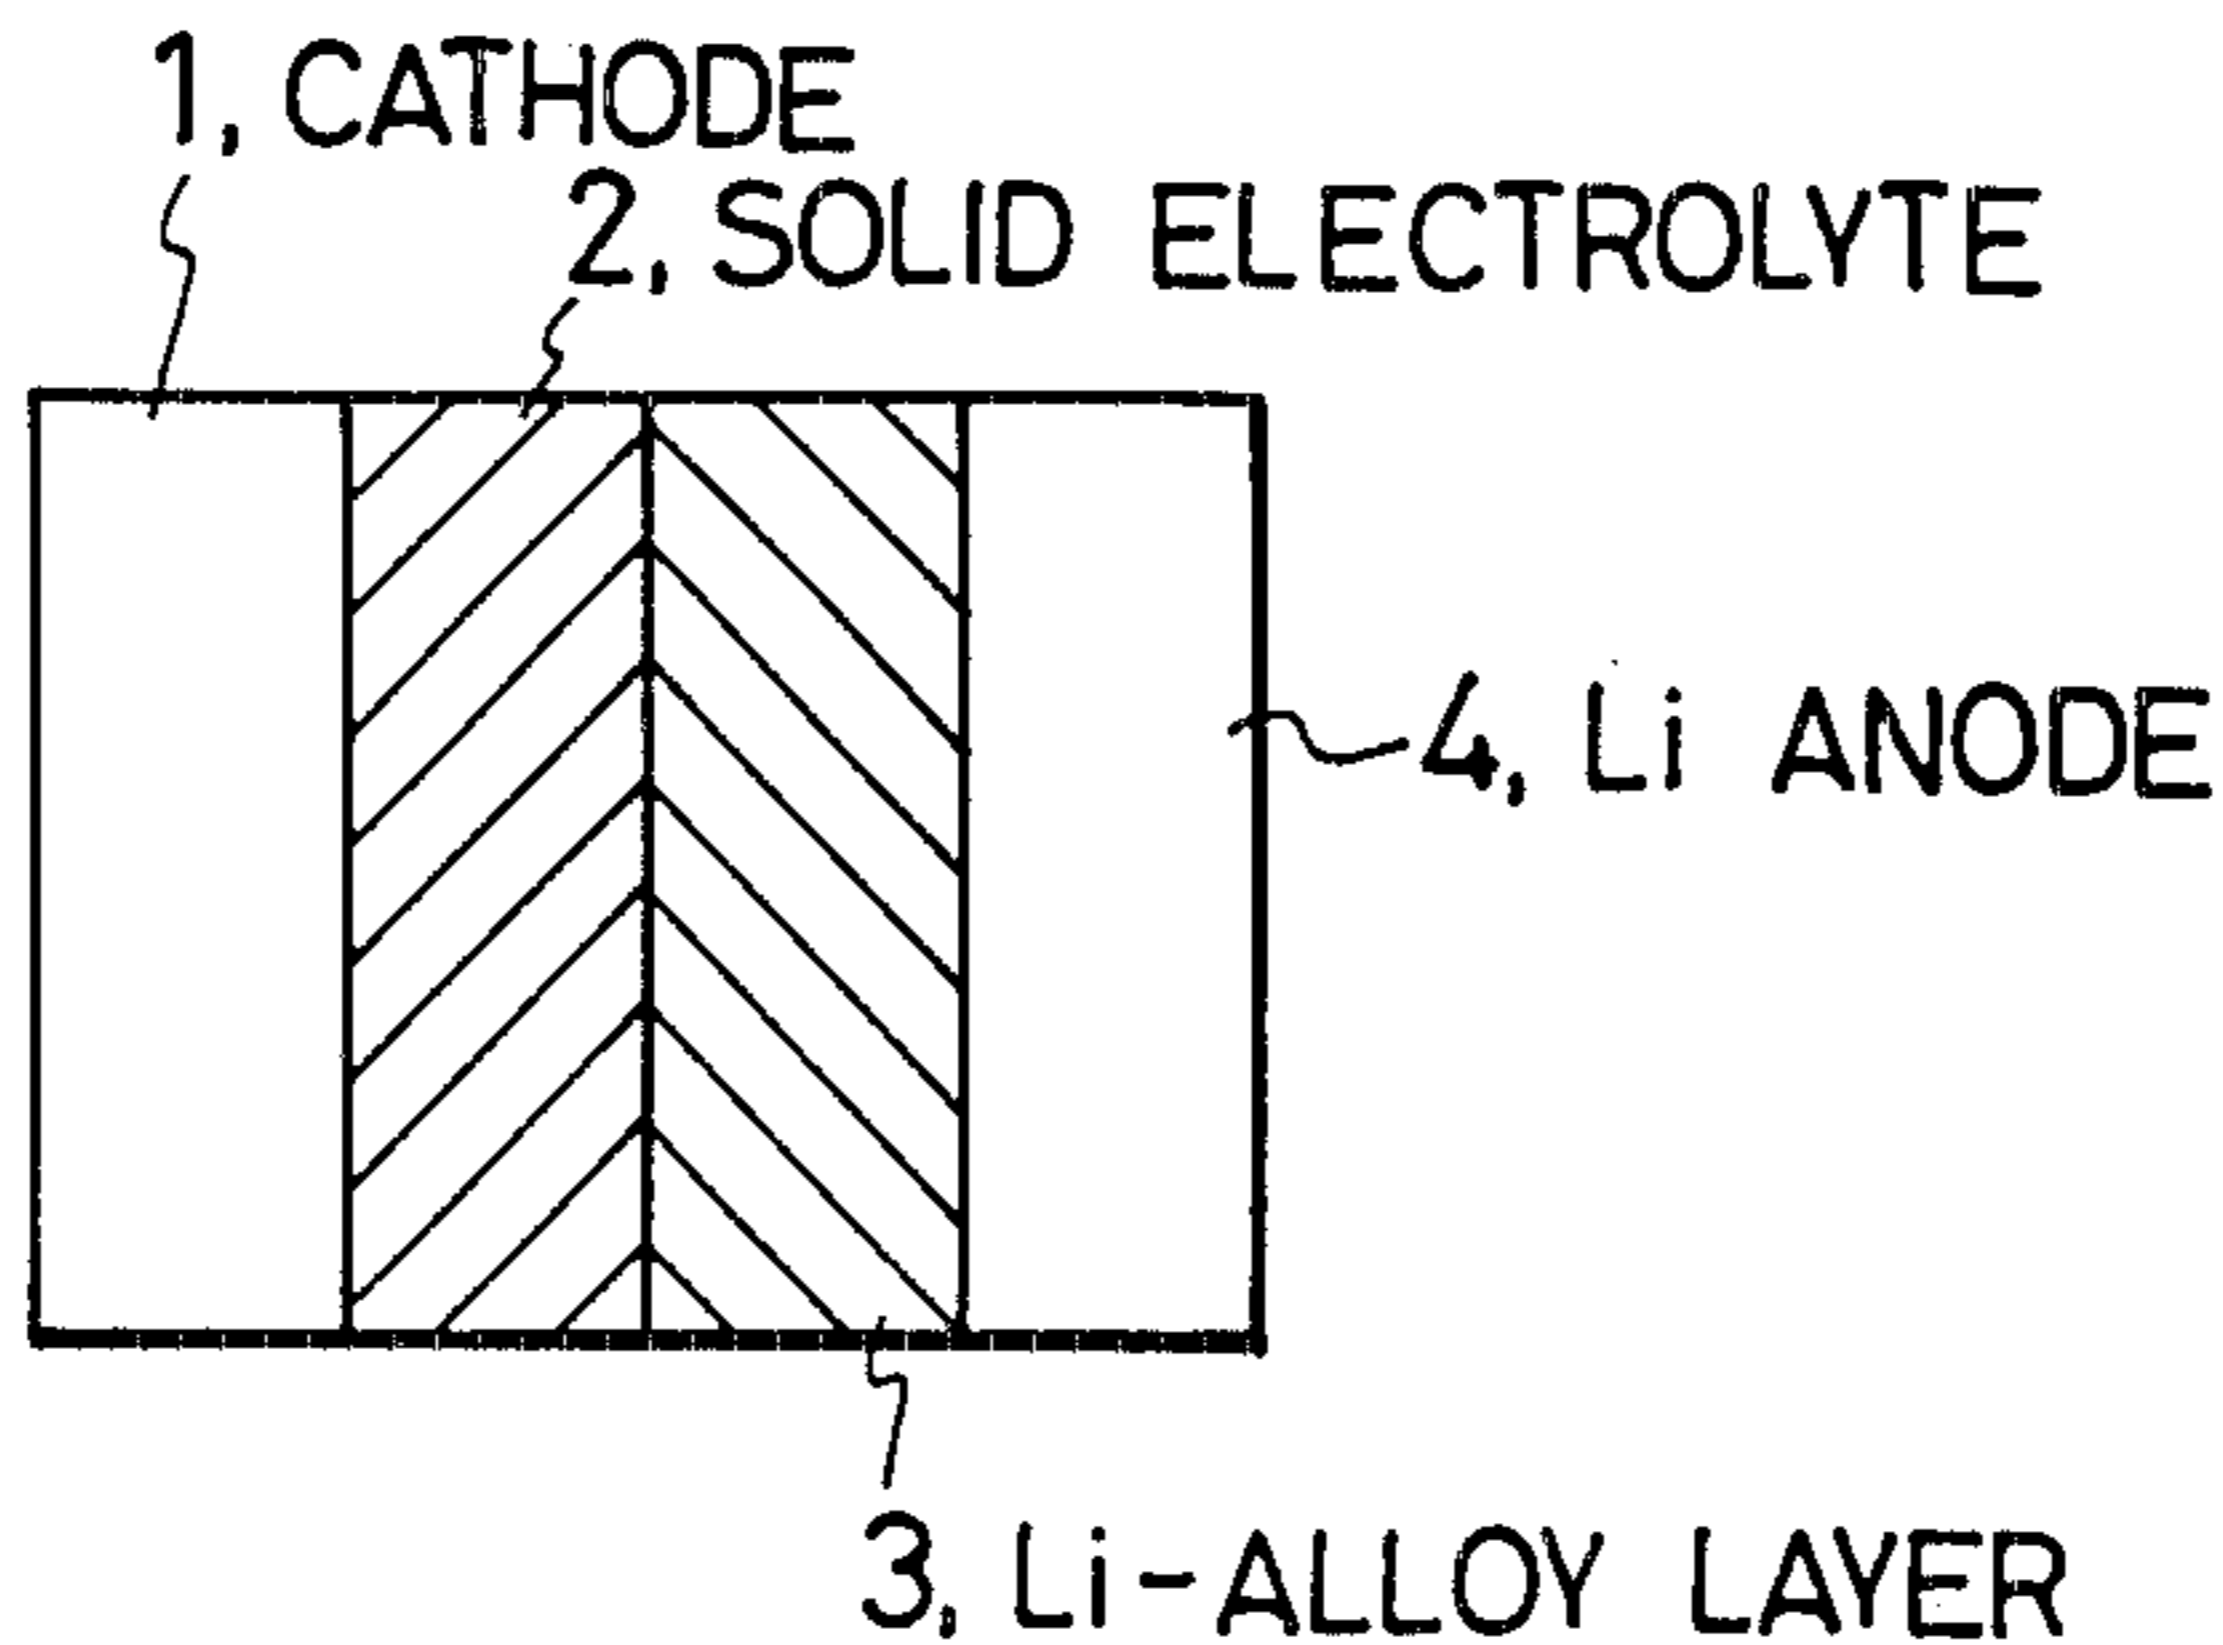 1, CATHODE
2, SOLID ELECTROLYTE
4, Li ANODE
3, Li-ALLOY LAYER